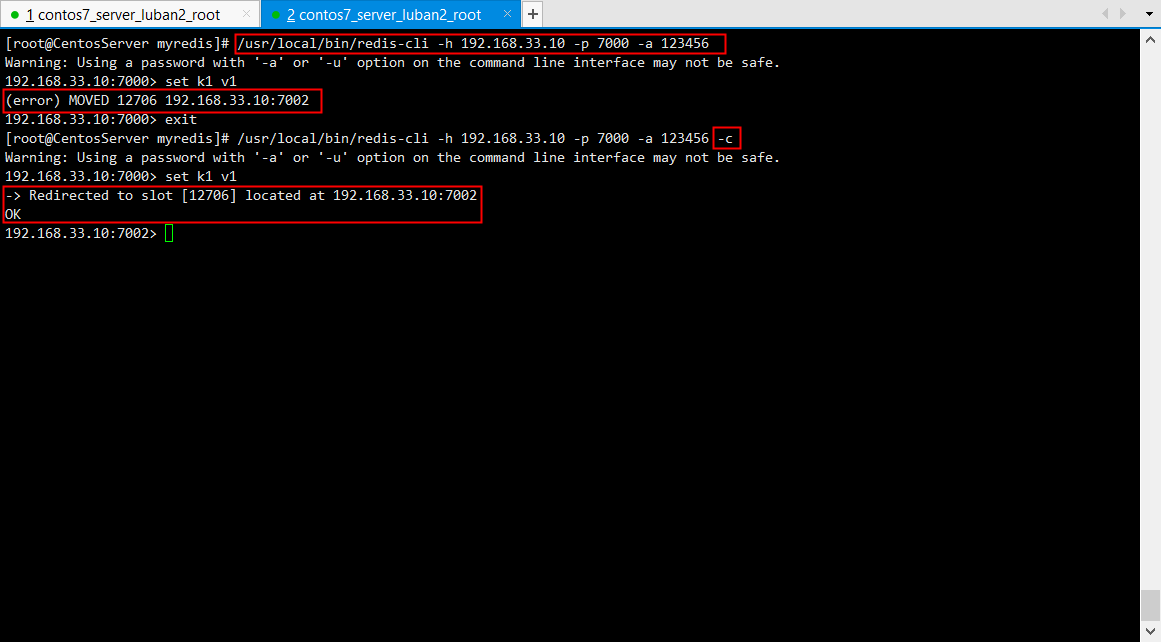 1 contos7_server_luban2_root × 2 contos7_server_luban2_root × +
[root@CentosServer myredis]# /usr/local/bin/redis-cli -h 192.168.33.10 -p 7000 -a 123456
Warning: Using a password with '-a' or '-u' option on the command line interface may not be safe.
192.168.33.10:7000> set k1 v1
(error) MOVED 12706 192.168.33.10:7002
192.168.33.10:7000> exit
[root@CentosServer myredis]# /usr/local/bin/redis-cli -h 192.168.33.10 -p 7000 -a 123456 -c
Warning: Using a password with '-a' or '-u' option on the command line interface may not be safe.
192.168.33.10:7000> set k1 v1
-> Redirected to slot [12706] located at 192.168.33.10:7002
OK
192.168.33.10:7002>